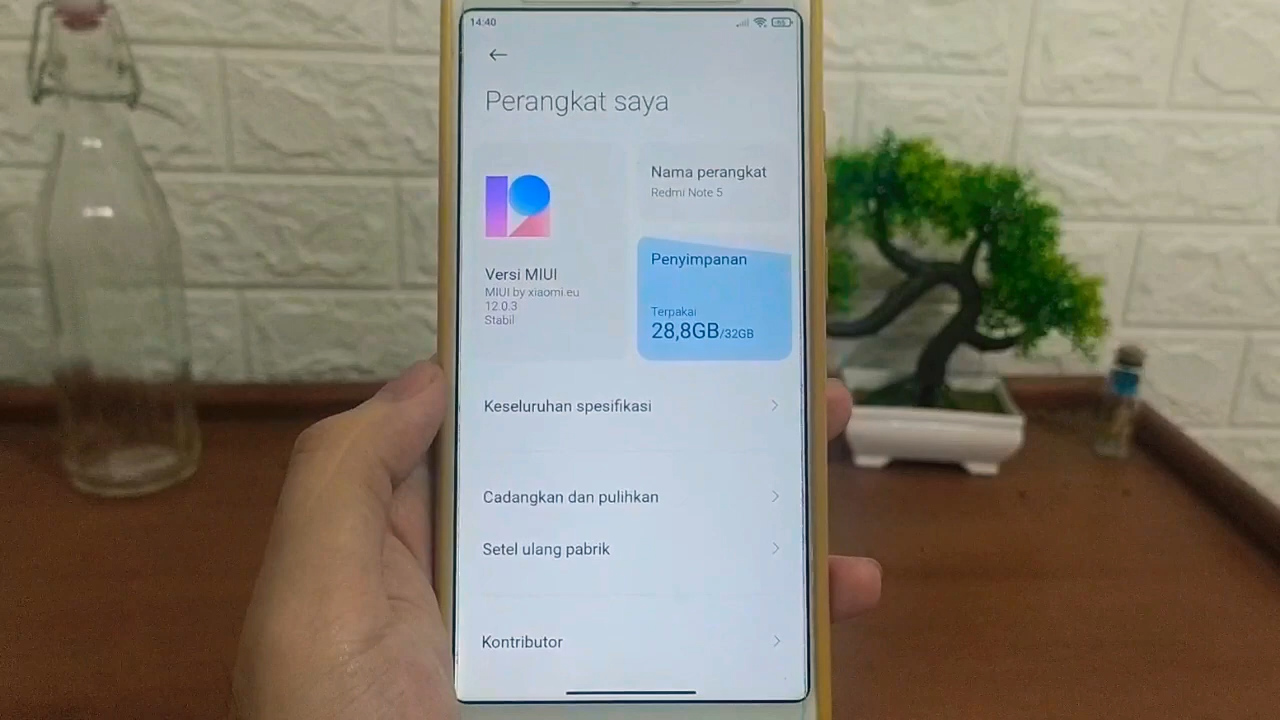 14:40
Perangkat saya
Versi MIUI
MIUI by xiaomi.eu
12.0.3
Stabil
Nama perangkat
Redmi Note 5
Penyimpanan
Terpakai
28,8GB/32GB
Keseluruhan spesifikasi
Cadangkan dan pulihkan
Setel ulang pabrik
Kontributor